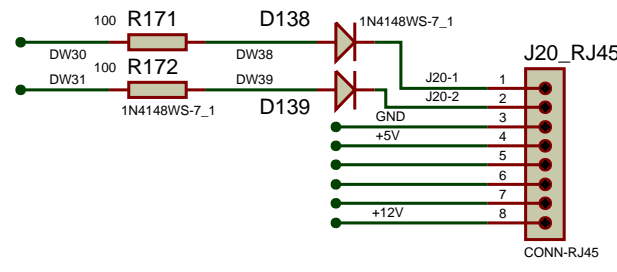 100 R171 D138 1N4148WS-7_1
DW30 DW38
J20_RJ45
100 R172
DW31 DW39 J20-1 1
1N4148WS-7_1 D139 J20-2 2
GND 3
+5V 4
5
6
7
+12V 8
CONN-RJ45